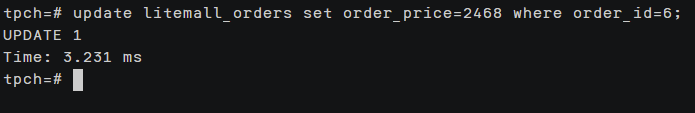 tpch=# update litemall_orders set order_price=2468 where order_id=6;
UPDATE 1
Time: 3.231 ms
tpch=#